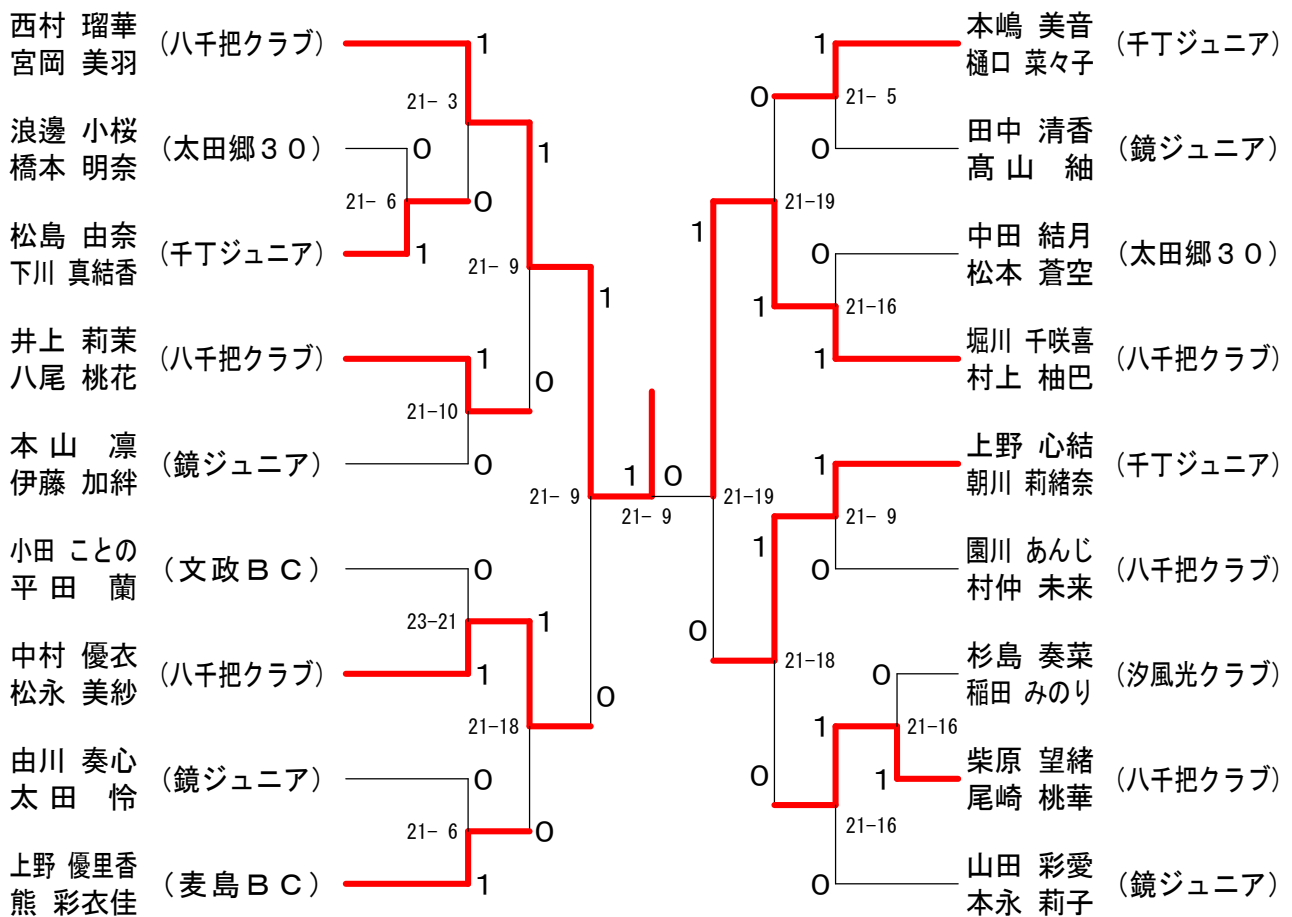 西村 瑠華
宮岡 美羽
(八千把クラブ)
1
21- 3
浪邊 小桜
橋本 明奈
(太田郷30)
0
1
21- 6
0
松島 由奈
下川 真結香
(千丁ジュニア)
1
21- 9
1
井上 莉茉
八尾 桃花
(八千把クラブ)
1
0
21-10
本山 凛
伊藤 加絆
(鏡ジュニア)
0
21- 9
小田 ことの
平田 蘭
(文政BC)
0
23-21
1
中村 優衣
松永 美紗
(八千把クラブ)
1
0
21-18
由川 奏心
太田 怜
(鏡ジュニア)
0
21- 6
0
上野 優里香
熊 彩衣佳
(麦島BC)
1
1
0
21- 9
本嶋 美音
樋口 菜々子
(千丁ジュニア)
1
0
21- 5
田中 清香
髙山 紬
(鏡ジュニア)
0
21-19
1
中田 結月
松本 蒼空
(太田郷30)
0
1
21-16
堀川 千咲喜
村上 柚巴
(八千把クラブ)
1
上野 心結
朝川 莉緒奈
(千丁ジュニア)
1
21-19
21- 9
1
園川 あんじ
村仲 未来
(八千把クラブ)
0
0
21-18
杉島 奏菜
稲田 みのり
(汐風光クラブ)
0
1
21-16
柴原 望緒
尾崎 桃華
(八千把クラブ)
0
1
21-16
山田 彩愛
本永 莉子
(鏡ジュニア)
0